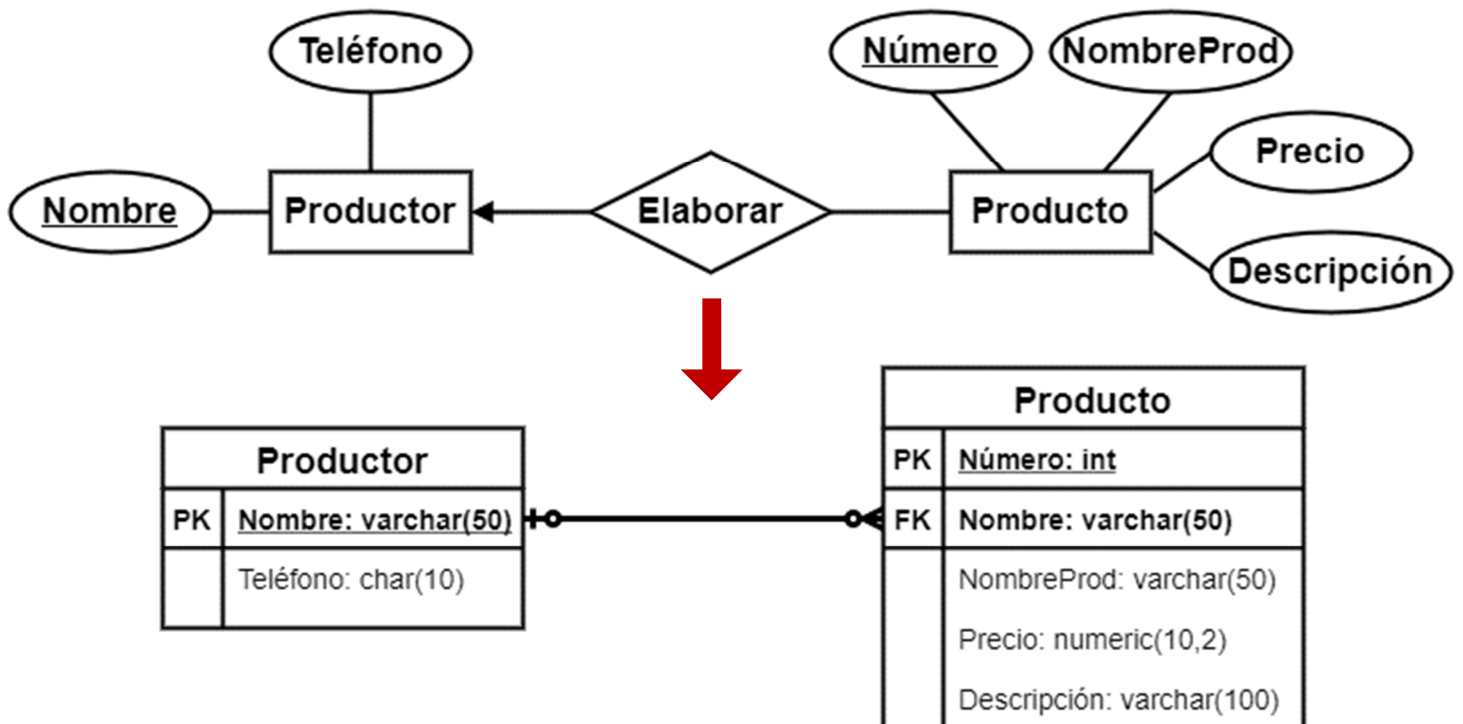 Teléfono
Número
NombreProd
Precio
Nombre
Productor
Elaborar
Producto
Descripción
Productor
PK
Nombre: varchar(50)
Teléfono: char(10)
Producto
PK
Número: int
FK
Nombre: varchar(50)
NombreProd: varchar(50)
Precio: numeric(10,2)
Descripción: varchar(100)